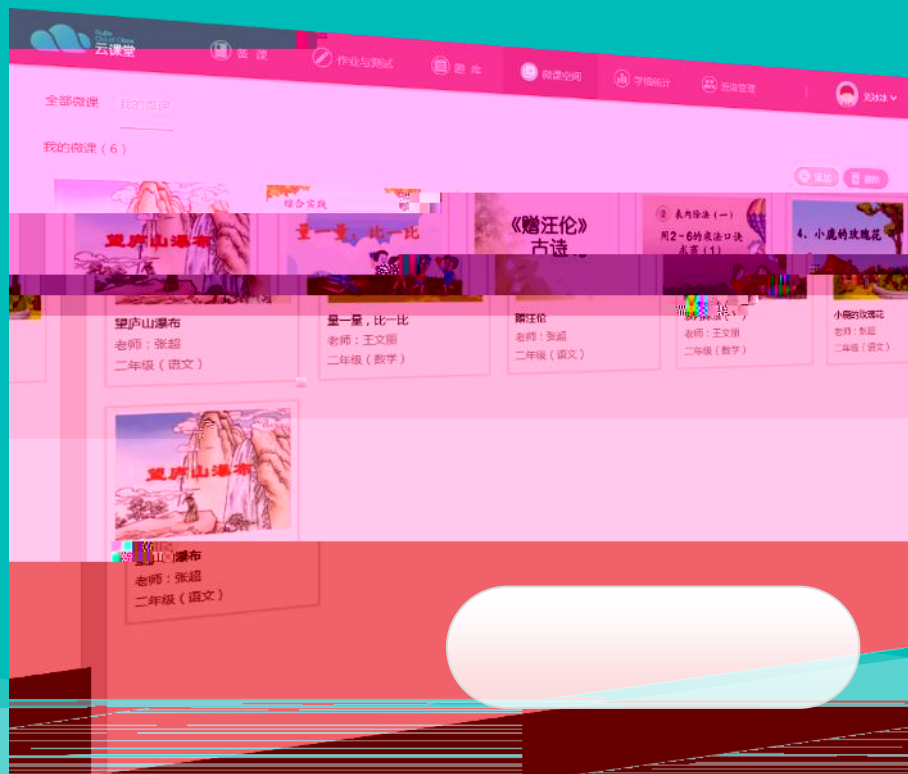 云课堂
备 课
作业与测试
题 库
微课空间
学情统计
班级管理
全部微课
我的微课
我的微课（6）
添加
删除
望庐山瀑布
综合实践
量一量，比一比
《赠汪伦》
古诗
表内除法（一）
用2-6的乘法口诀
求商（1）
4、小鹿的玫瑰花
望庐山瀑布
老师：张超
二年级（语文）
量一量，比一比
老师：王文丽
二年级（数学）
赠汪伦
老师：张超
二年级（语文）
老师：王文丽
二年级（数学）
小鹿的玫瑰花
老师：张超
二年级（语文）
望庐山瀑布
山瀑布
老师：张超
二年级（语文）